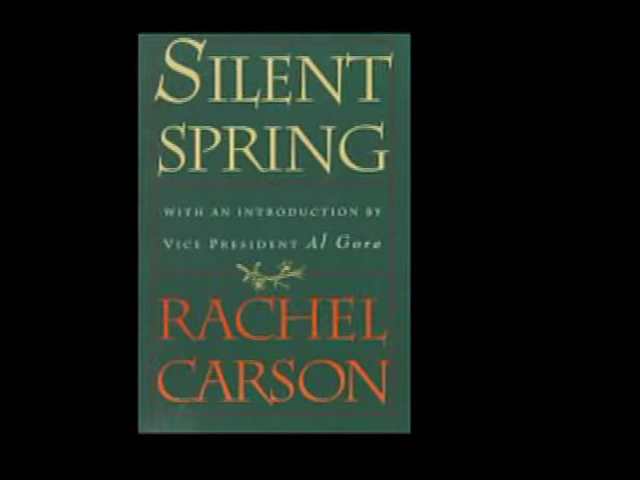 SILENT
SPRING
WITH AN INTRODUCTION BY
VICE PRESIDENT Al Gore
RACHEL
CARSON